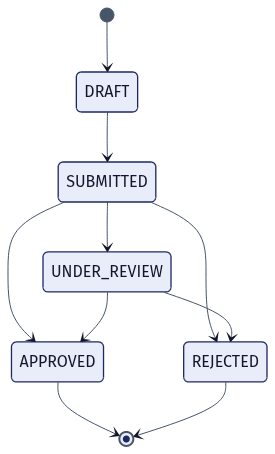 DRAFT
SUBMITTED
UNDER_REVIEW
APPROVED
REJECTED